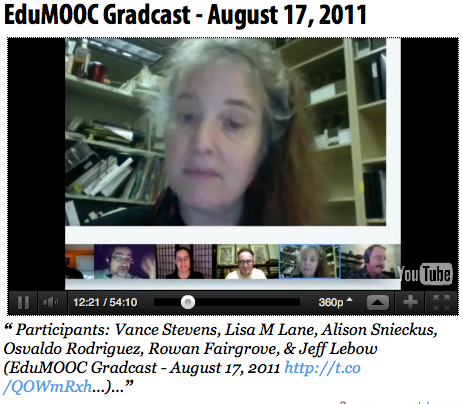 EduMOOC Gradcast - August 17, 2011
YouTube
12:21 / 54:10
360p
“ Participants: Vance Stevens, Lisa M Lane, Alison Snieckus,
Osvaldo Rodriguez, Rowan Fairgrove, & Jeff Lebow
(EduMOOC Gradcast - August 17, 2011 http://t.co
/QOWmRxh...)...”